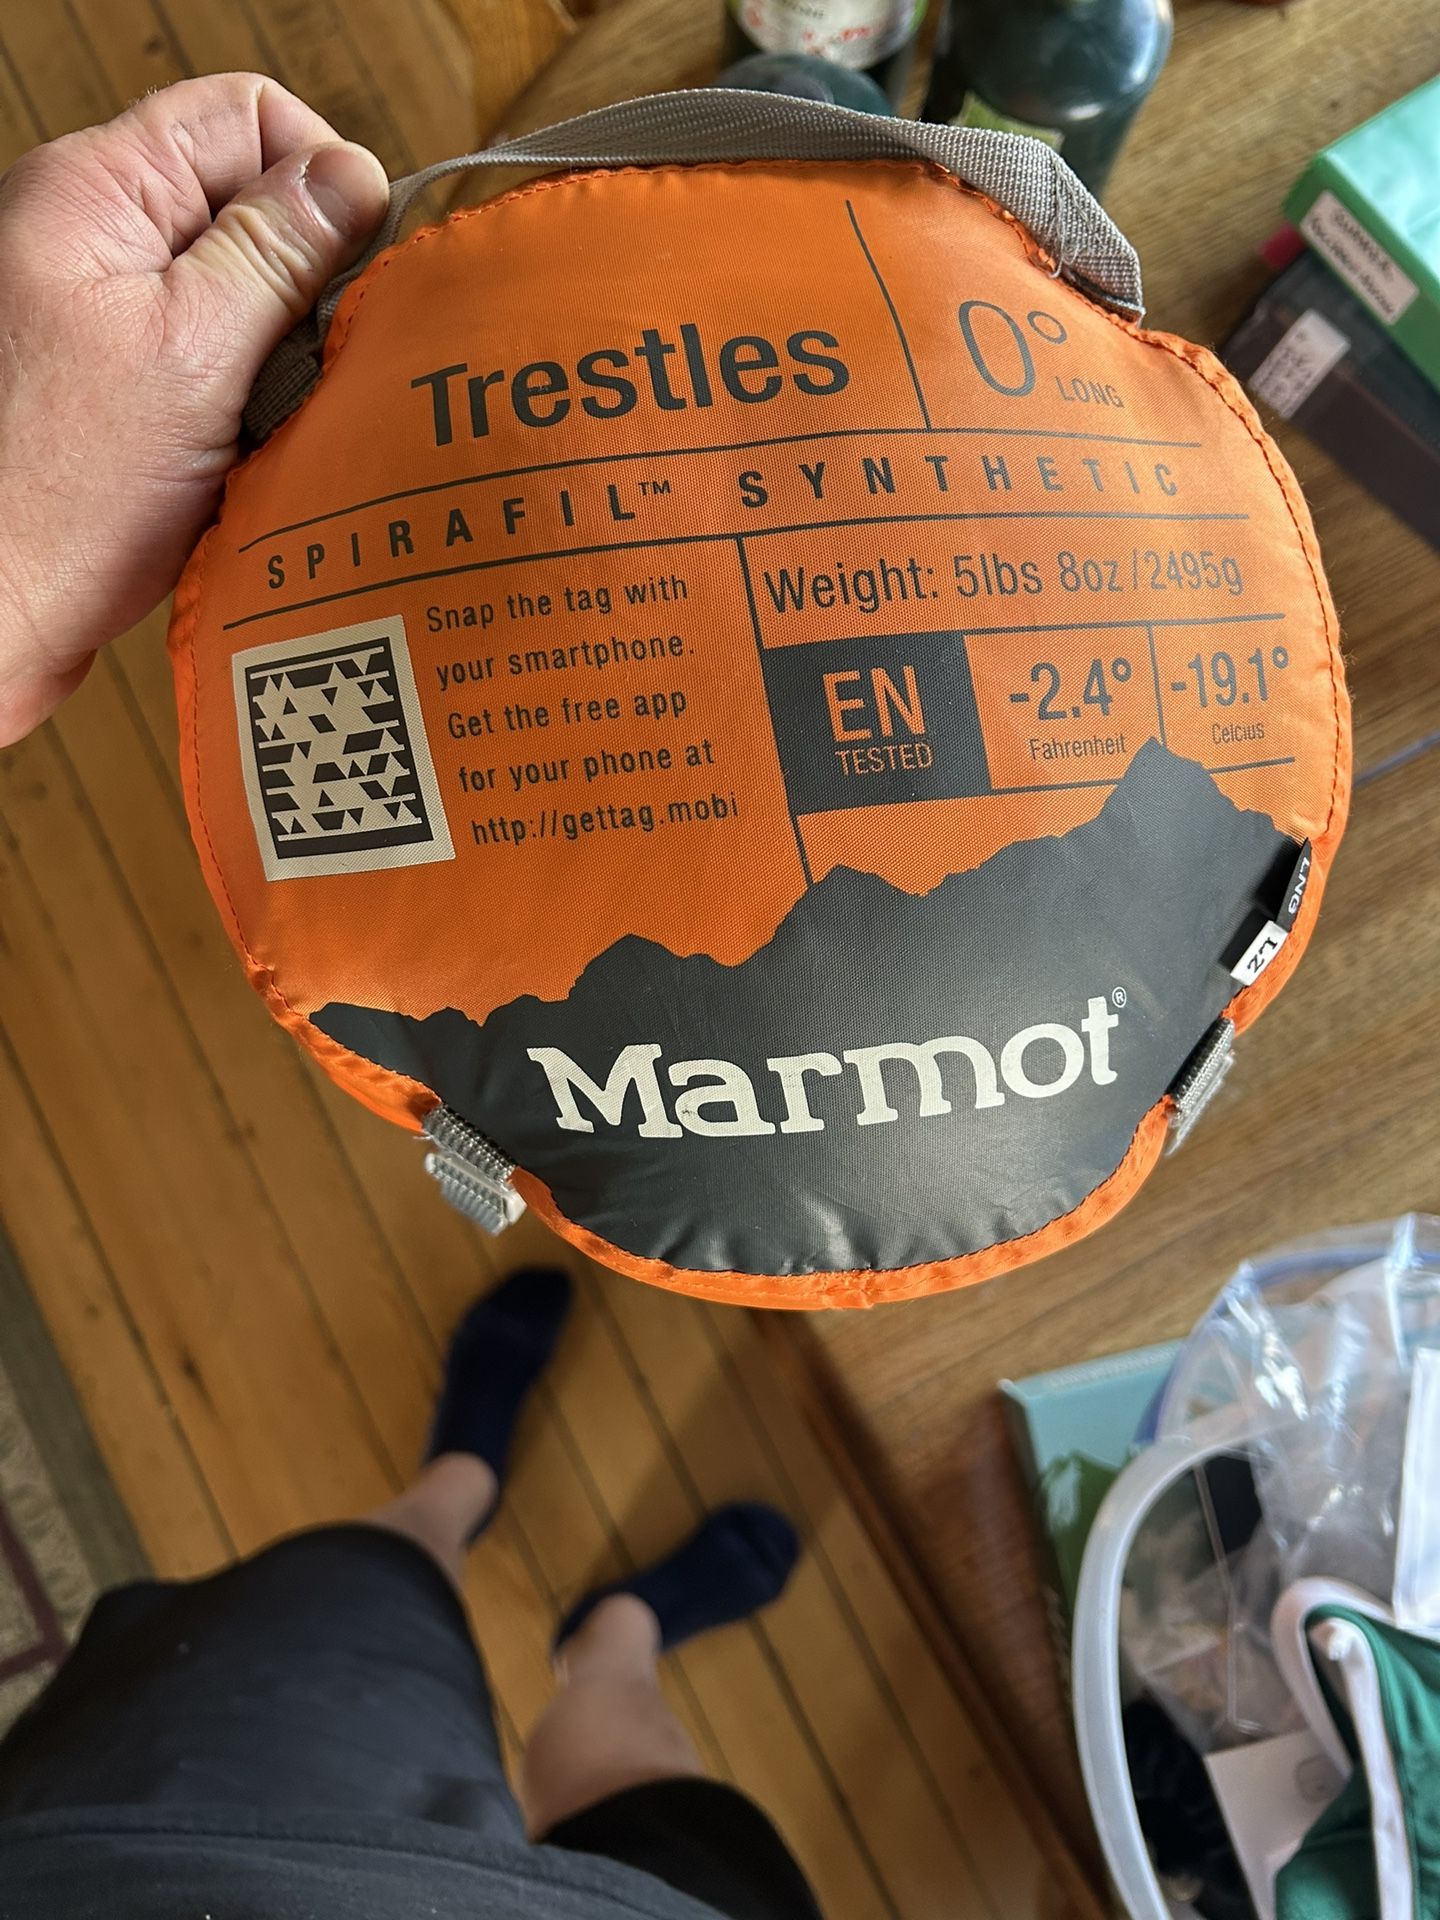 Trestles
0°
LONG
SPIRAFIL™ SYNTHETIC
Snap the tag with
your smartphone.
Get the free app
for your phone at
http://gettag.mobi
Weight: 5lbs 8oz/2495g
EN
TESTED
-2.4°
Fahrenheit
-19.1°
Celcius
LNG
LZ
Marmot®